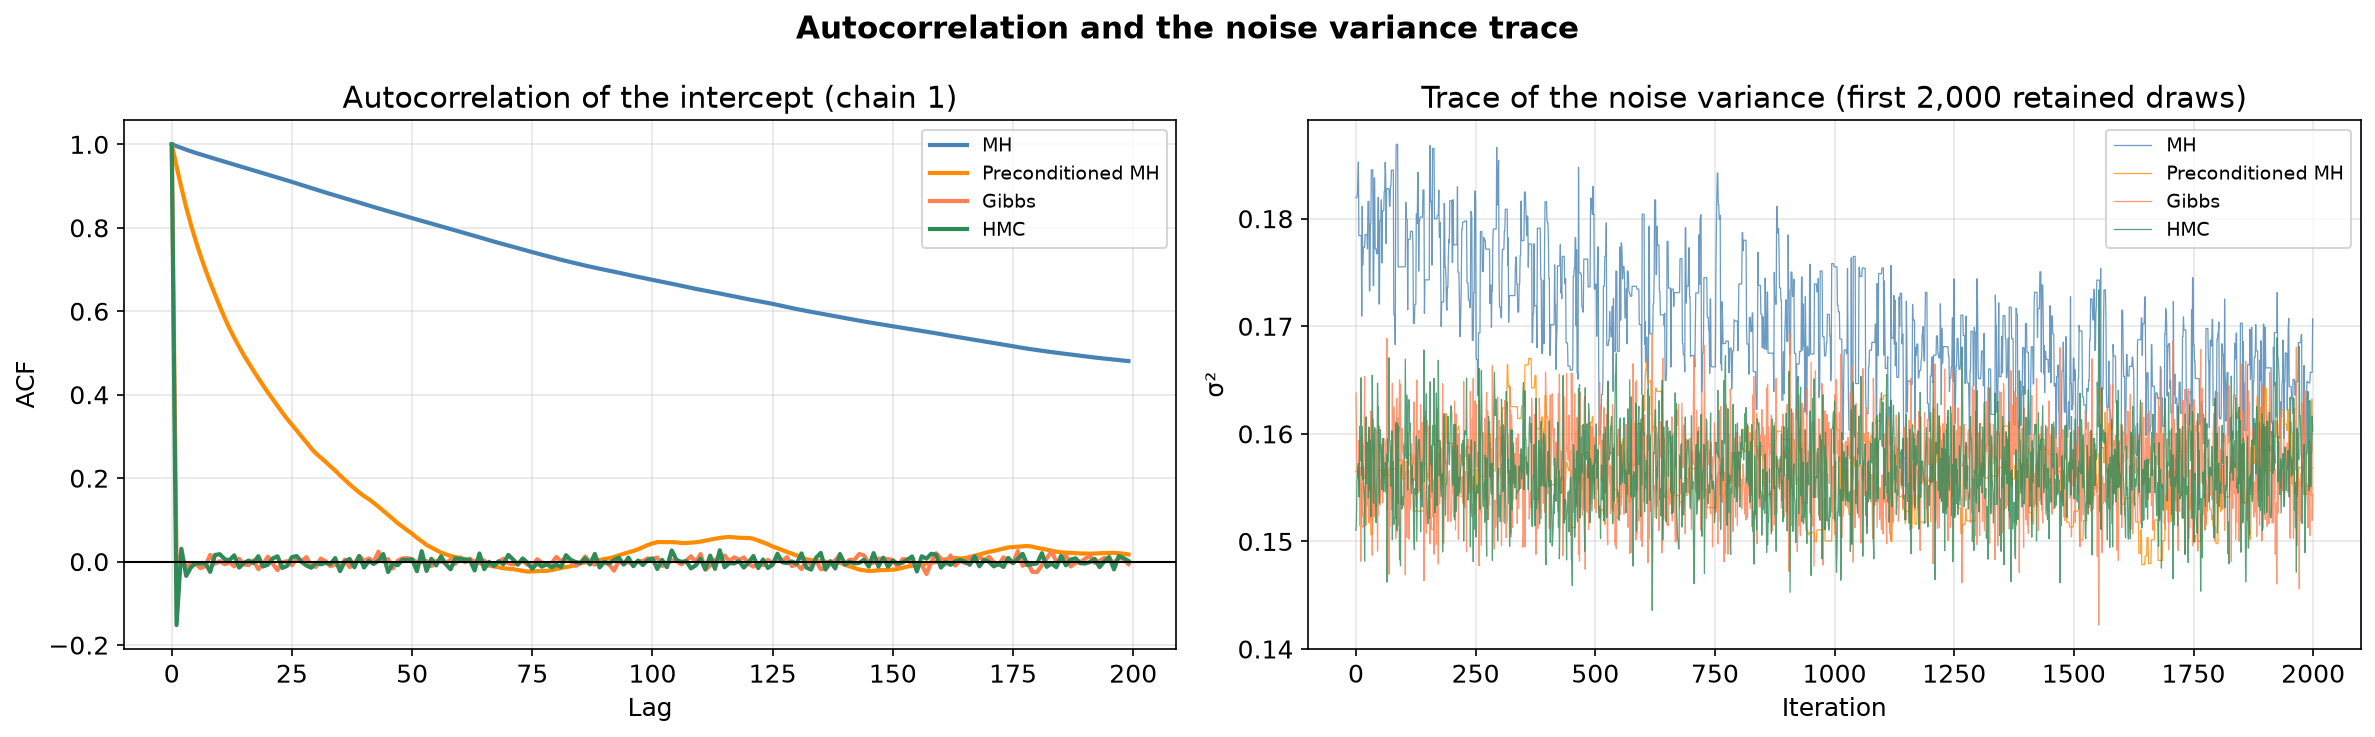 Autocorrelation and the noise variance trace
Autocorrelation of the intercept (chain 1)
ACF
1.0
0.8
0.6
0.4
0.2
0.0
−0.2
0
25
50
75
100
125
150
175
200
Lag
MH
Preconditioned MH
Gibbs
HMC
Trace of the noise variance (first 2,000 retained draws)
σ²
0.18
0.17
0.16
0.15
0.14
0
250
500
750
1000
1250
1500
1750
2000
Iteration
MH
Preconditioned MH
Gibbs
HMC